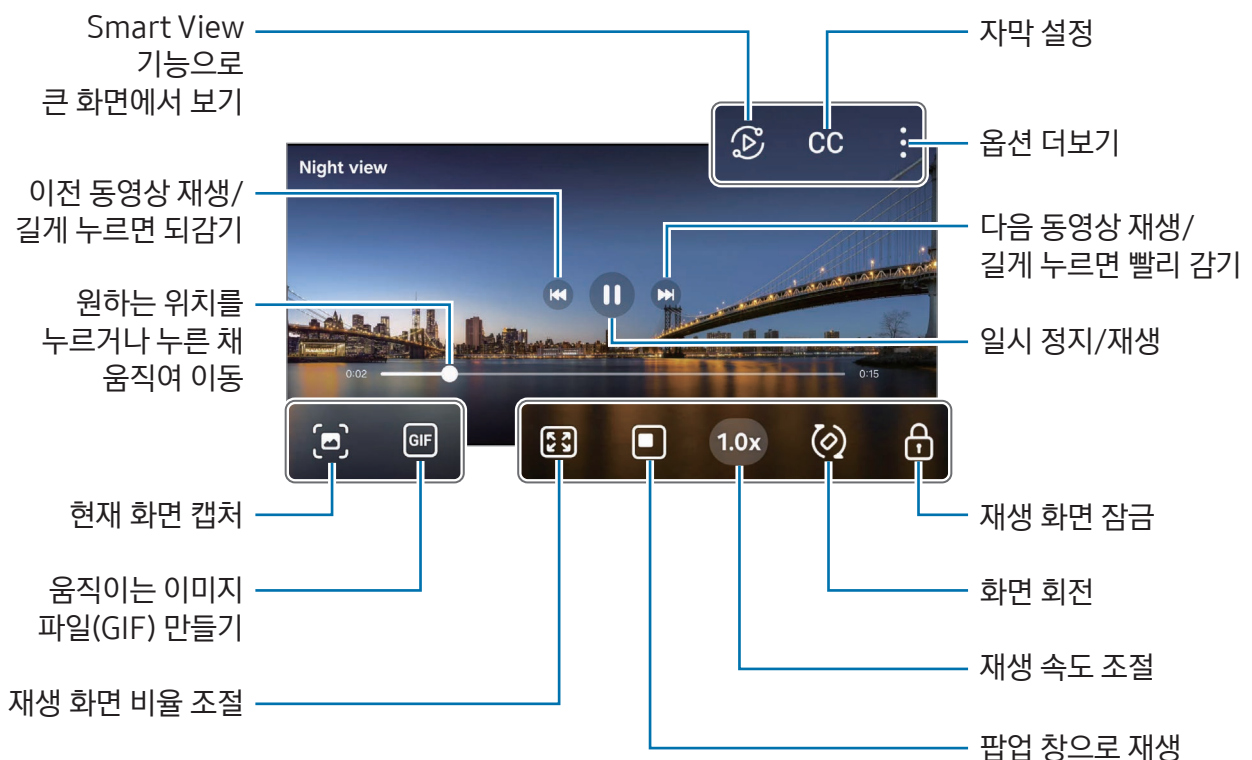 Smart View
기능으로
큰 화면에서 보기
자막 설정
CC
옵션 더보기
Night view
이전 동영상 재생/
길게 누르면 되감기
다음 동영상 재생/
길게 누르면 빨리 감기
원하는 위치를
누르거나 누른 채
움직여 이동
일시 정지/재생
0:02
0:15
GIF
1.0x
현재 화면 캡처
재생 화면 잠금
움직이는 이미지
파일(GIF) 만들기
화면 회전
재생 속도 조절
재생 화면 비율 조절
팝업 창으로 재생